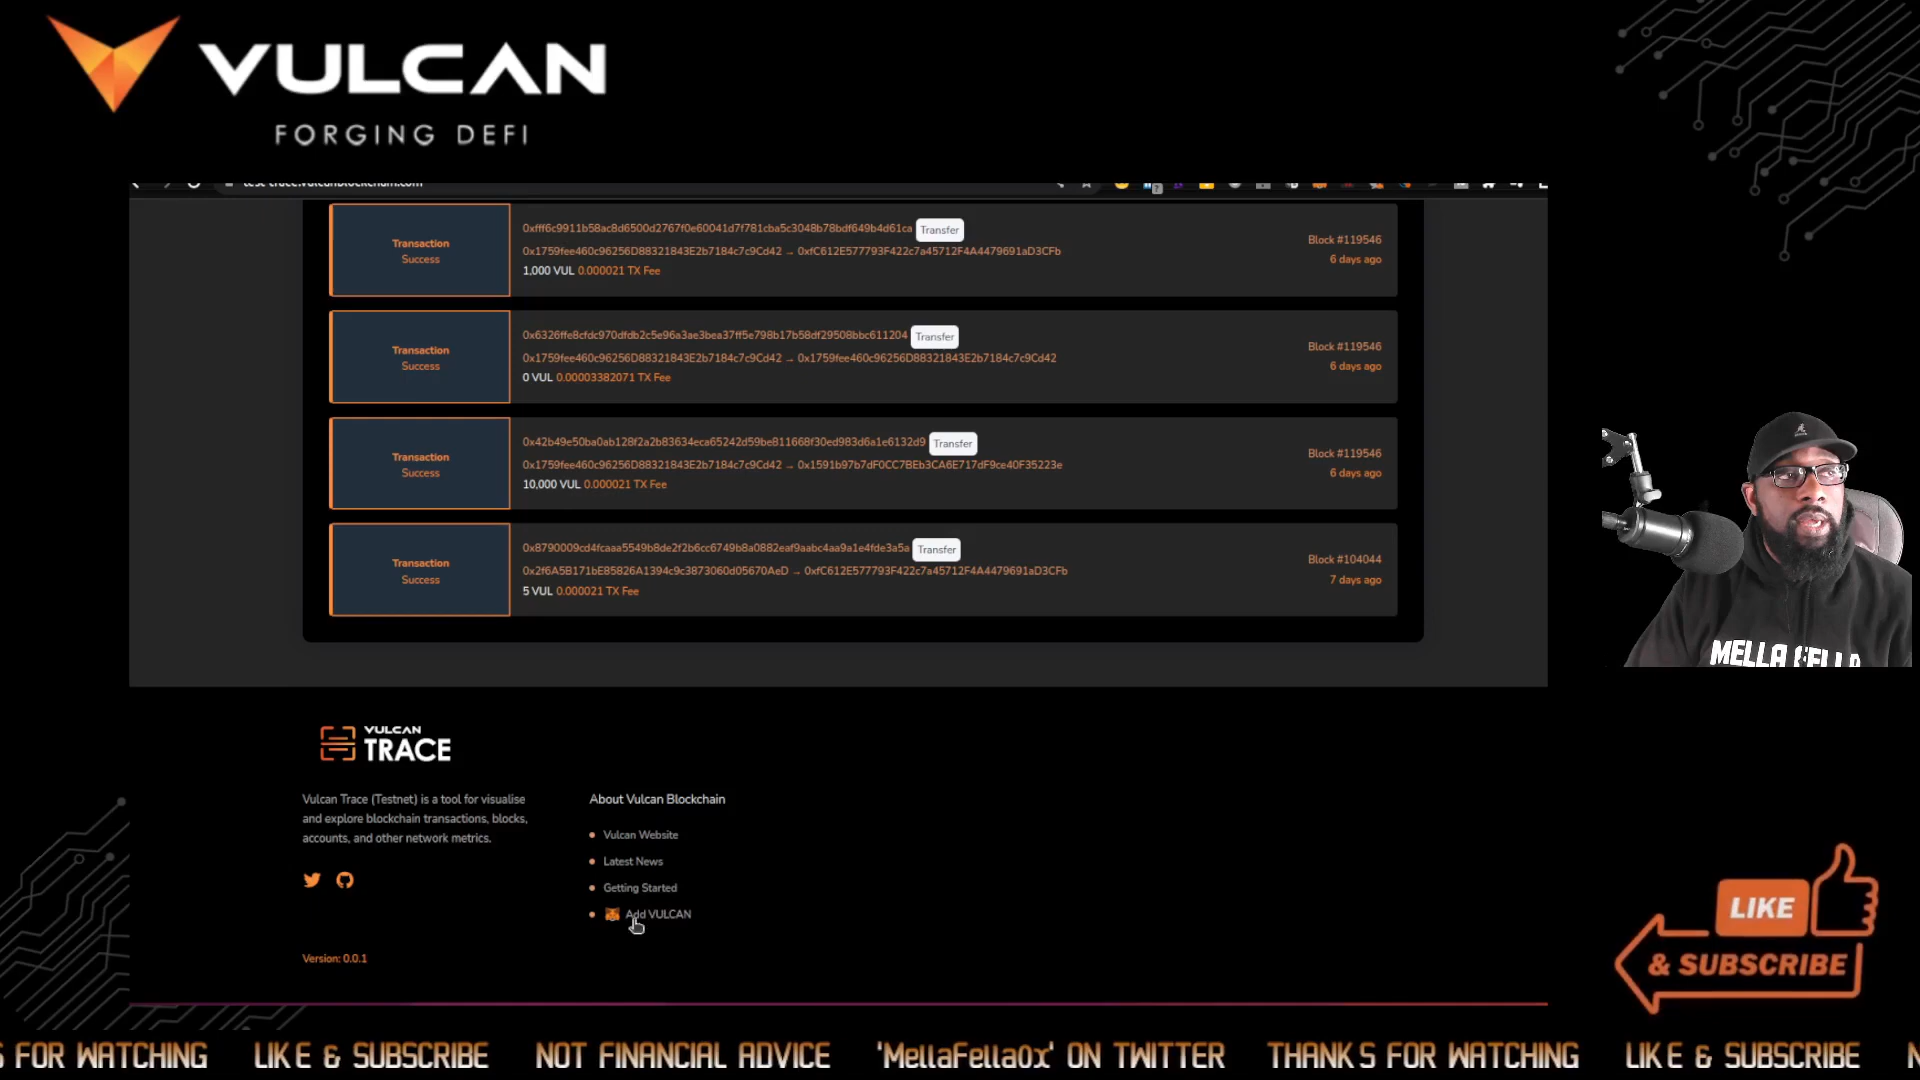 VULCAN
FORGING DEFI
test-trace.vulcanblockchain.com
Transaction
Success
0xfff6c9911b58ac8d6500d2767f0e60041d7f781cba5c3048b78bdf649b4d61ca Transfer
0x1759fee460c96256D88321843E2b7184c7c9Cd42 → 0xfC612E577793F422c7a45712F4A4479691aD3CFb
1,000 VUL 0.000021 TX Fee
Block #119546
6 days ago
Transaction
Success
0x6326ffe8cfdc970dfdb2c5e96a3ae3bea37ff5e798b17b58df29508bbc611204 Transfer
0x1759fee460c96256D88321843E2b7184c7c9Cd42 → 0x1759fee460c96256D88321843E2b7184c7c9Cd42
0 VUL 0.00003382071 TX Fee
Block #119546
6 days ago
Transaction
Success
0x42b49e50ba0ab128f2a2b83634eca65242d59be811668f30ed983d6a1e6132d9 Transfer
0x1759fee460c96256D88321843E2b7184c7c9Cd42 → 0x1591b97b7dF0CC7BEb3CA6E717dF9ce40F35223e
10,000 VUL 0.000021 TX Fee
Block #119546
6 days ago
Transaction
Success
0x8790009cd4fcaaa5549b8de2f2b6cc6749b8a0882eaf9aabc4aa9a1e4fde3a5a Transfer
0x2f6A5B171bE85826A1394c9c3873060d05670AeD → 0xfC612E577793F422c7a45712F4A4479691aD3CFb
5 VUL 0.000021 TX Fee
Block #104044
7 days ago
MELLA FELLA
VULCAN
TRACE
Vulcan Trace (Testnet) is a tool for visualise
and explore blockchain transactions, blocks,
accounts, and other network metrics.
About Vulcan Blockchain
Vulcan Website
Latest News
Getting Started
Add VULCAN
Version: 0.0.1
LIKE
& SUBSCRIBE
S FOR WATCHING LIKE & SUBSCRIBE NOT FINANCIAL ADVICE 'MellaFella0x' ON TWITTER THANKS FOR WATCHING LIKE & SUBSCRIBE N